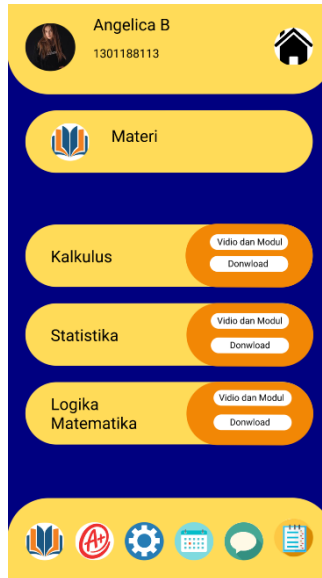 Angelica B
1301188113
Materi
Kalkulus
Vidio dan Modul
Donwload
Statistika
Vidio dan Modul
Donwload
Logika
Matematika
Vidio dan Modul
Donwload
A+